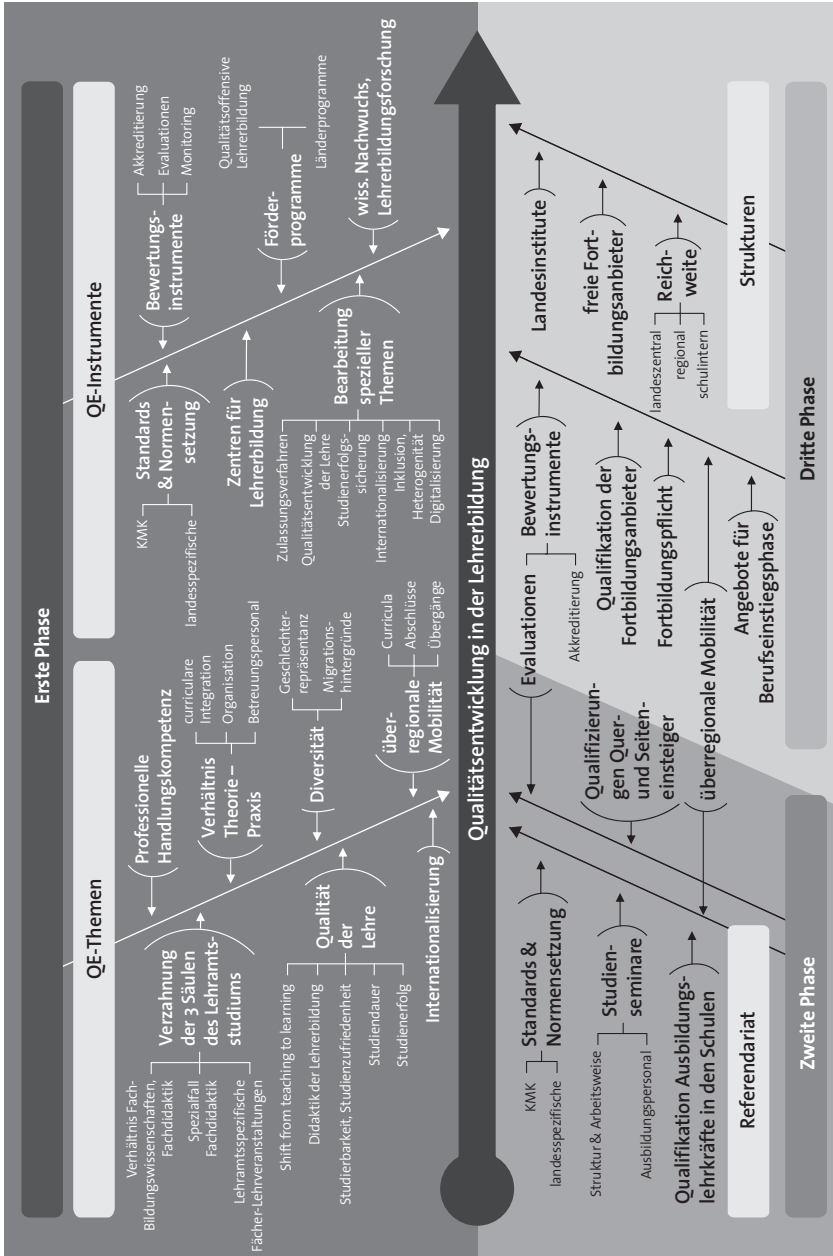 Erste Phase
QE-Themen
QE-Instrumente
Professionelle
Handlungskompetenz
Verhältnis Fach-
Bildungswissenschaften,
Fachdidaktik
Spezialfall
Fachdidaktik
Lehramtsspezifische
Fächer-Lehrveranstaltungen
Verzahnung
der 3 Säulen
des Lehramts-
studiums
Verhältnis
Theorie –
Praxis
curriculare
Integration
Organisation
Betreuungspersonal
Shift from teaching to learning
Didaktik der Lehrerbildung
Studierbarkeit, Studienzufriedenheit
Studiendauer
Studienerfolg
Qualität
der
Lehre
Diversität
Geschlechter-
repräsentanz
Migrations-
hintergründe
Internationalisierung
über-
regionale
Mobilität
Curricula
Abschlüsse
Übergänge
KMK
landesspezifische
Standards
& Normen-
setzung
Bewertungs-
instrumente
Akkreditierung
Evaluationen
Monitoring
Zentren für
Lehrerbildung
Förder-
programme
Qualitätsoffensive
Lehrerbildung
Länderprogramme
Zulassungsverfahren
Qualitätsentwicklung
der Lehre
Studienerfolgs-
sicherung
Internationalisierung
Inklusion,
Heterogenität
Digitalisierung
Bearbeitung
spezieller
Themen
wiss. Nachwuchs,
Lehrerbildungsforschung
Qualitätsentwicklung in der Lehrerbildung
KMK
landesspezifische
Standards &
Normensetzung
Struktur & Arbeitsweise
Ausbildungspersonal
Studien-
seminare
Qualifikation Ausbildungs-
lehrkräfte in den Schulen
Evaluationen
Akkreditierung
Bewertungs-
instrumente
Qualifizierun-
gen Quer-
und Seiten-
einsteiger
Qualifikation der
Fortbildungsanbieter
Fortbildungspflicht
überregionale Mobilität
Angebote für
Berufseinstiegsphase
Landesinstitute
freie Fort-
bildungsanbieter
landeszentral
regional
schulintern
Reich-
weite
Referendariat
Strukturen
Zweite Phase
Dritte Phase